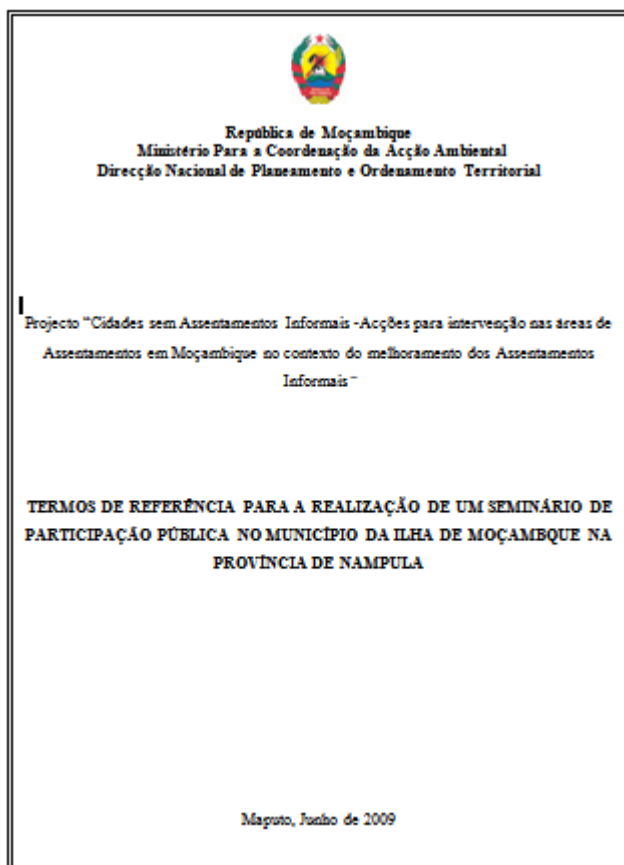 República de Moçambique
Ministério Para a Coordenação da Acção Ambiental
Direcção Nacional de Planeamento e Ordenamento Territorial
Projecto “Cidades sem Assentamentos Informais -Acções para intervenção nas áreas de
Assentamentos em Moçambique no contexto do melhoramento dos Assentamentos
Informais”
TERMOS DE REFERÊNCIA PARA A REALIZAÇÃO DE UM SEMINÁRIO DE
PARTICIPAÇÃO PÚBLICA NO MUNICÍPIO DA ILHA DE MOÇAMBQUE NA
PROVÍNCIA DE NAMPULA
Maputo, Junho de 2009